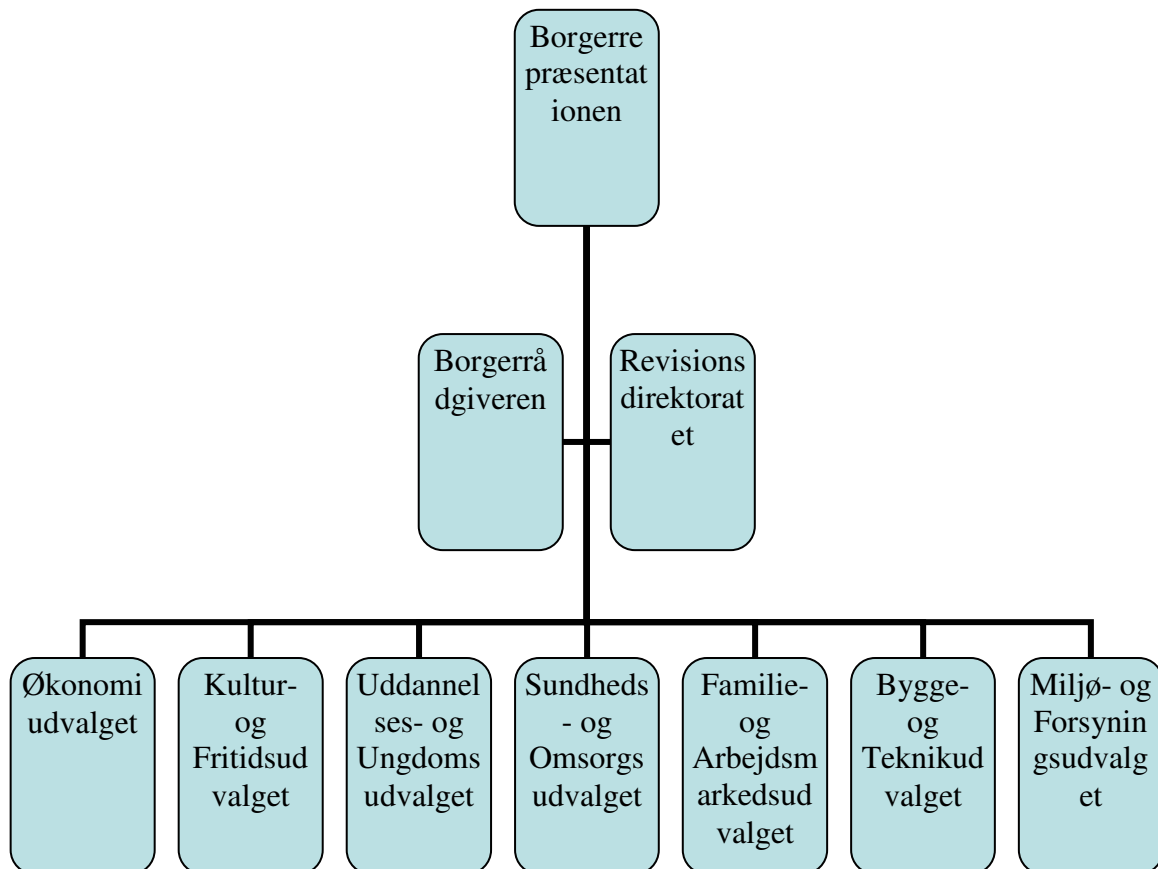 Borgerre
præsentat
ionen
Borgerrå
dgiveren
Revisions
direktorat
et
Økonomi
udvalget
Kultur-
og
Fritidsud
valget
Uddannel
ses- og
Ungdoms
udvalget
Sundheds
- og
Omsorgs
udvalget
Familie-
og
Arbejdsm
arkedsud
valget
Bygge-
og
Teknikud
valget
Miljø- og
Forsynin
gsudvalg
et